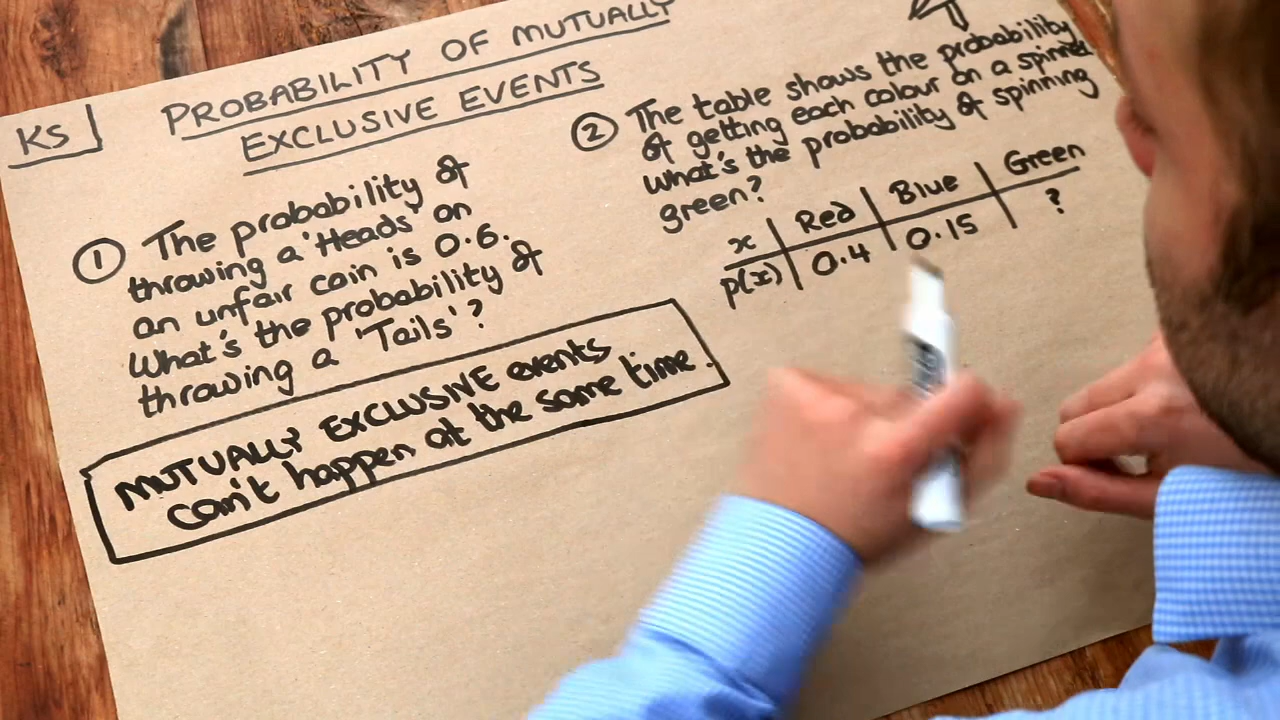 KS
PROBABILITY OF MUTUALLY
EXCLUSIVE EVENTS
1 The probability of
throwing a 'Heads' on
an unfair coin is 0.6.
What's the probability of
throwing a 'Tails'?
MUTUALLY EXCLUSIVE events
can't happen at the same time.
2 The table shows the probability
of getting each colour on a spinner
What's the probability of spinning
green?
x Red Blue Green
p(x) 0.4 0.15 ?